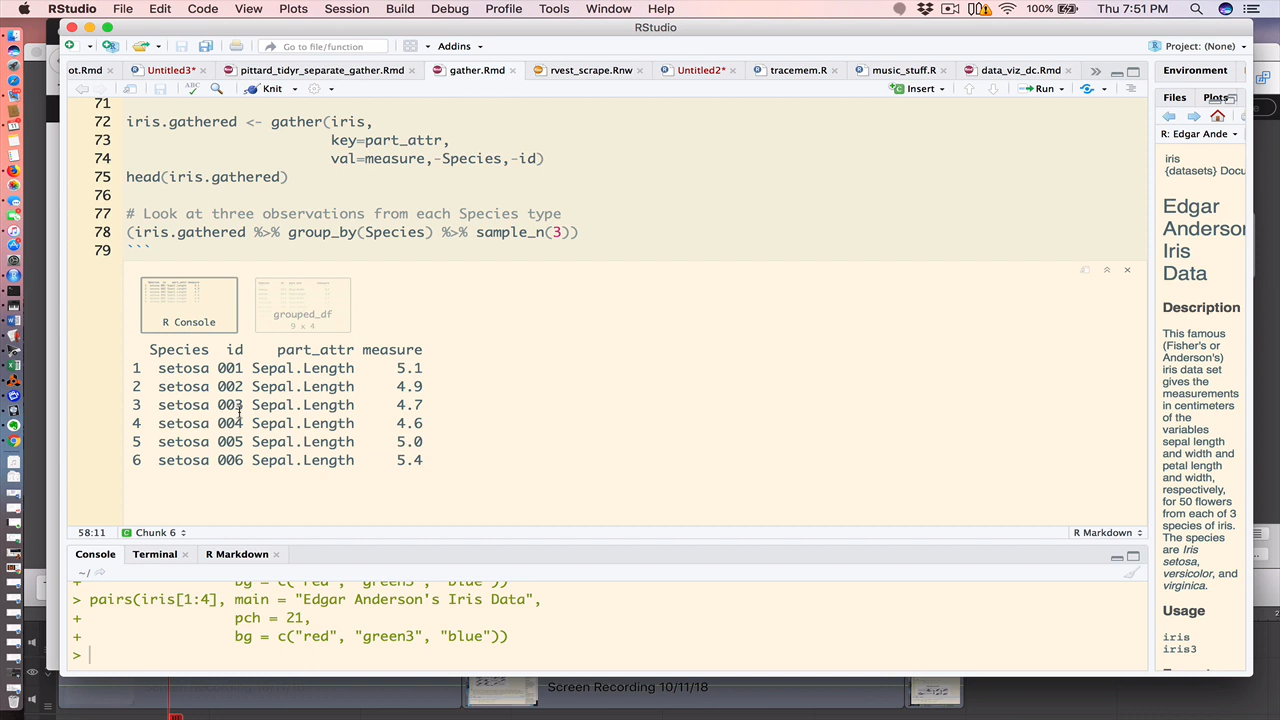 RStudio File Edit Code View Plots Session Build Debug Profile Tools Window Help 100% Thu 7:51 PM
RStudio
Go to file/function Addins Project: (None)
ot.Rmd Untitled3* pittard_tidyr_separate_gather.Rmd gather.Rmd rvest_scrape.Rnw Untitled2* tracemem.R music_stuff.R data_viz_dc.Rmd
Knit Insert Run
71
72 iris.gathered <- gather(iris,
73 key=part_attr,
74 val=measure,-Species,-id)
75 head(iris.gathered)
76
77 # Look at three observations from each Species type
78 (iris.gathered %>% group_by(Species) %>% sample_n(3))
79 ```
R Console
grouped_df
9 x 4
Species id part_attr measure
1 setosa 001 Sepal.Length 5.1
2 setosa 002 Sepal.Length 4.9
3 setosa 003 Sepal.Length 4.7
4 setosa 004 Sepal.Length 4.6
5 setosa 005 Sepal.Length 5.0
6 setosa 006 Sepal.Length 5.4
58:11 Chunk 6 R Markdown
Console Terminal R Markdown
~/
+ bg = c("red", "green3", "blue"))
> pairs(iris[1:4], main = "Edgar Anderson's Iris Data",
+ pch = 21,
+ bg = c("red", "green3", "blue"))
>
Environment
Files Plots
R: Edgar Ande
iris
{datasets} Docu
Edgar
Anderson
Iris
Data
Description
This famous
(Fisher's or
Anderson's)
iris data set
gives the
measurements
in centimeters
of the
variables
sepal length
and width and
petal length
and width,
respectively,
for 50 flowers
from each of 3
species of iris.
The species
are Iris
setosa,
versicolor, and
virginica.
Usage
iris
iris3
Screen Recording 10/11/18